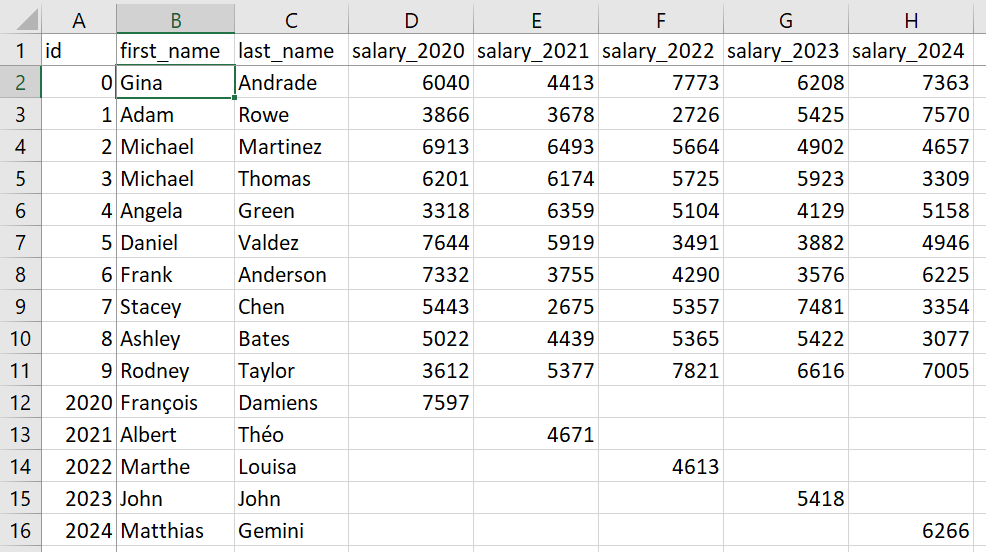 A B C D E F G H
1 id first_name last_name salary_2020 salary_2021 salary_2022 salary_2023 salary_2024
2 0 Gina Andrade 6040 4413 7773 6208 7363
3 1 Adam Rowe 3866 3678 2726 5425 7570
4 2 Michael Martinez 6913 6493 5664 4902 4657
5 3 Michael Thomas 6201 6174 5725 5923 3309
6 4 Angela Green 3318 6359 5104 4129 5158
7 5 Daniel Valdez 7644 5919 3491 3882 4946
8 6 Frank Anderson 7332 3755 4290 3576 6225
9 7 Stacey Chen 5443 2675 5357 7481 3354
10 8 Ashley Bates 5022 4439 5365 5422 3077
11 9 Rodney Taylor 3612 5377 7821 6616 7005
12 2020 François Damiens 7597
13 2021 Albert Théo 4671
14 2022 Marthe Louisa 4613
15 2023 John John 5418
16 2024 Matthias Gemini 6266